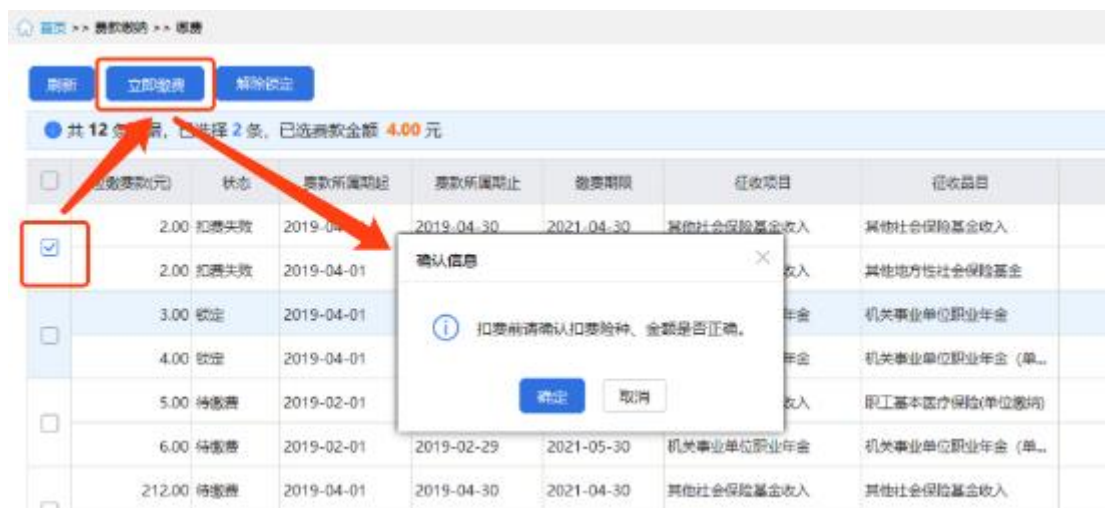 首页 >> 费款缴纳 >> 缴费
刷新 立即缴费 解除锁定
共 12 条 据，已选择 2 条，已选费款金额 4.00 元
应缴费款(元) 状态 费款所属期起 费款所属期止 缴费期限 征收项目 征收品目
2.00 扣费失败 2019-04 2019-04-30 2021-04-30 其他社会保险基金收入 其他社会保险基金收入
确认信息
2.00 扣费失败 2019-04-01 收入 其他地方性社会保险基金
3.00 锁定 2019-04-01 年金 机关事业单位职业年金
扣费前请确认扣费险种、金额是否正确。
4.00 锁定 2019-04-01 年金 机关事业单位职业年金（单...
确定 取消
5.00 待缴费 2019-02-01 收入 职工基本医疗保险(单位缴纳)
6.00 待缴费 2019-02-01 2019-02-29 2021-05-30 机关事业单位职业年金 机关事业单位职业年金（单...
212.00 待缴费 2019-04-01 2019-04-30 2021-04-30 其他社会保险基金收入 其他社会保险基金收入